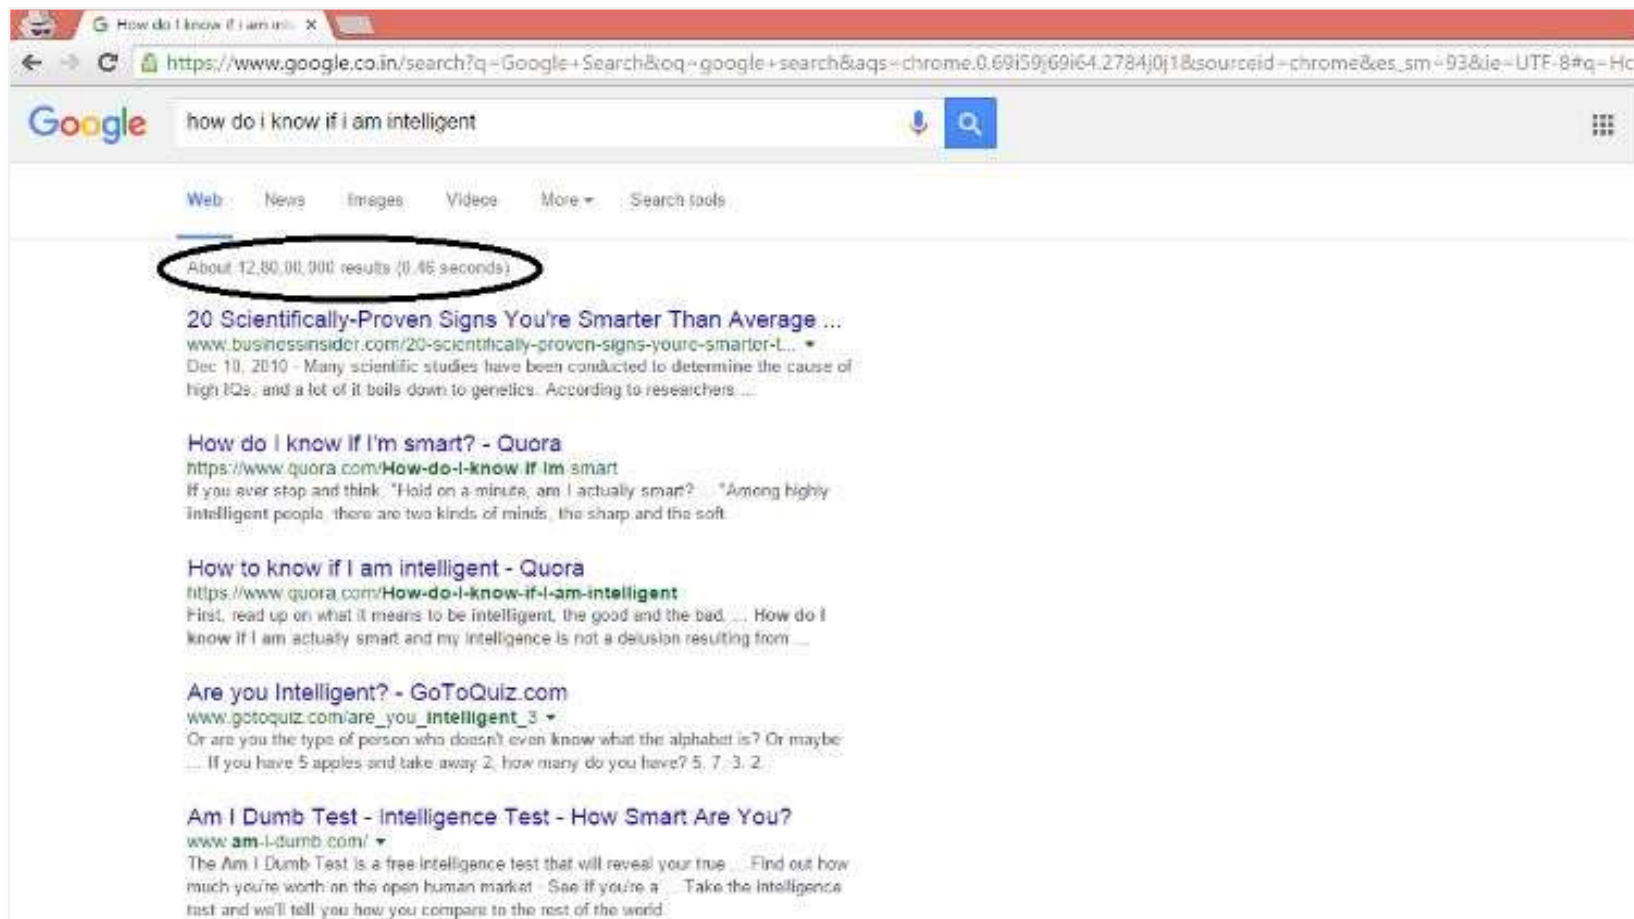 How do I know if i am inte
https://www.google.co.in/search?q=Google+Search&oq=google+search&aqs=chrome.0.69i59j69i64.2784j0j1&sourceid=chrome&es_sm=93&ie=UTF-8#q=Ho
Google
how do i know if i am intelligent
Web News Images Videos More Search tools
About 12,80,00,000 results (0.46 seconds)
20 Scientifically-Proven Signs You're Smarter Than Average ...
www.businessinsider.com/20-scientifically-proven-signs-youre-smarter-t...
Dec 10, 2010 - Many scientific studies have been conducted to determine the cause of
high IQs, and a lot of it boils down to genetics. According to researchers ...
How do I know if I'm smart? - Quora
https://www.quora.com/How-do-I-know-if-Im-smart
If you ever stop and think, "Hold on a minute, am I actually smart? ... "Among highly
intelligent people, there are two kinds of minds, the sharp and the soft.
How to know if I am intelligent - Quora
https://www.quora.com/How-do-I-know-if-I-am-intelligent
First, read up on what it means to be intelligent, the good and the bad. ... How do I
know if I am actually smart and my intelligence is not a delusion resulting from ...
Are you Intelligent? - GoToQuiz.com
www.gotoquiz.com/are_you_intelligent_3
Or are you the type of person who doesn't even know what the alphabet is? Or maybe
... If you have 5 apples and take away 2, how many do you have? 5. 7. 3. 2.
Am I Dumb Test - Intelligence Test - How Smart Are You?
www.am-i-dumb.com/
The Am I Dumb Test is a free intelligence test that will reveal your true ... Find out how
much you're worth on the open human market · See if you're a ... Take the intelligence
test and we'll tell you how you compare to the rest of the world.